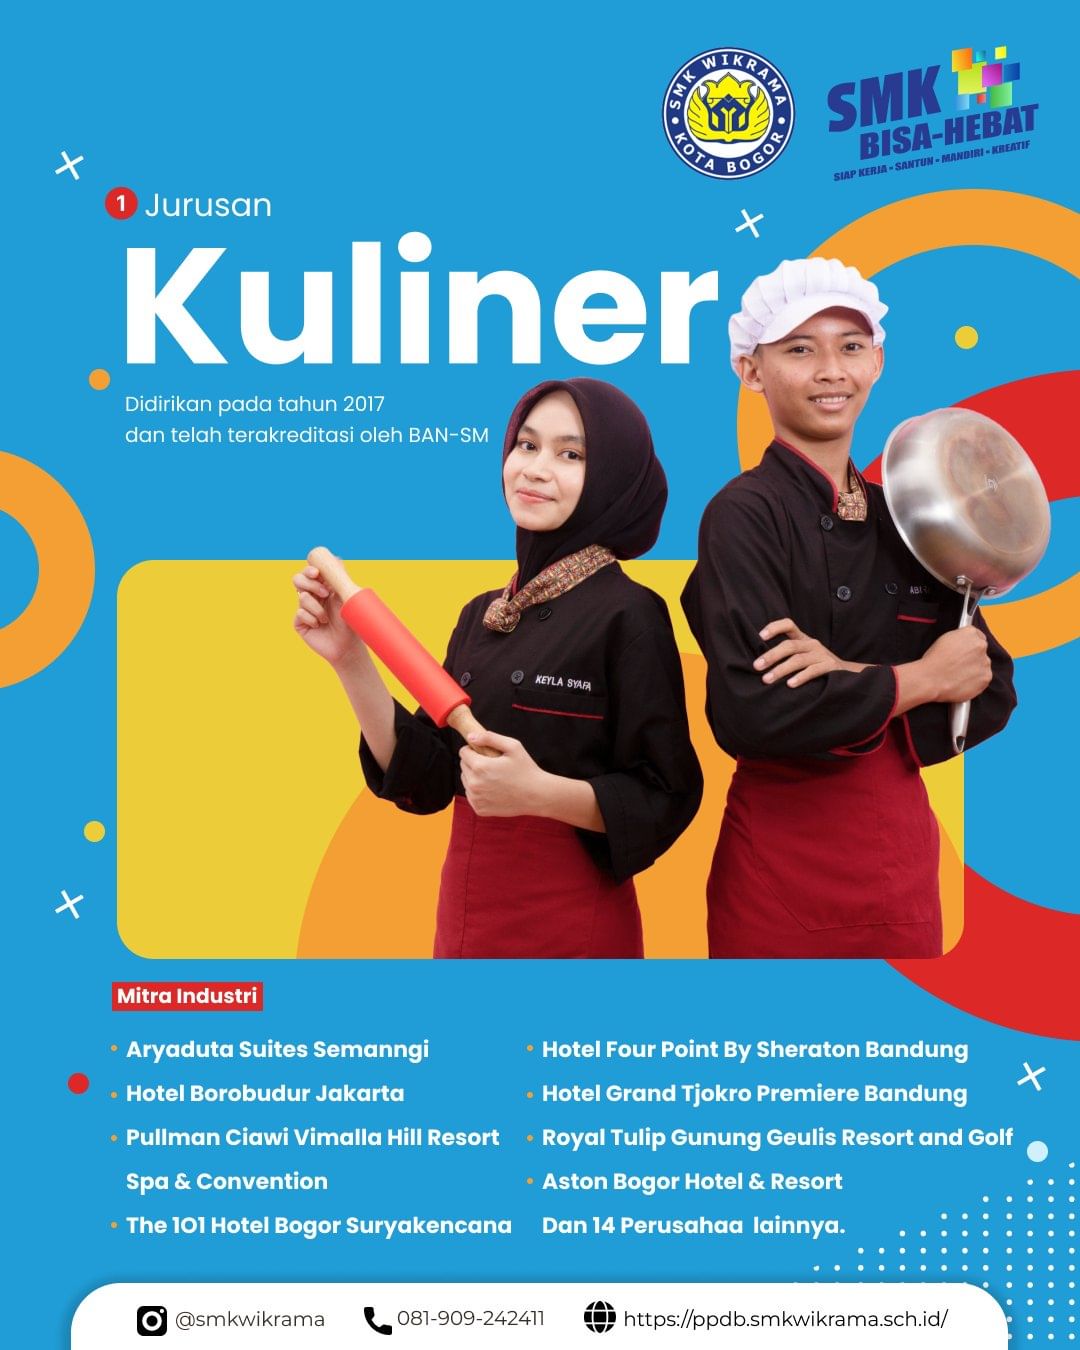 SMK WIKRAMA
KOTA BOGOR
SMK
BISA-HEBAT
SIAP KERJA • SANTUN • MANDIRI • KREATIF
1 Jurusan
Kuliner
Didirikan pada tahun 2017
dan telah terakreditasi oleh BAN-SM
KEYLA SYAFA
Mitra Industri
• Aryaduta Suites Semanngi
• Hotel Borobudur Jakarta
• Pullman Ciawi Vimalla Hill Resort
Spa & Convention
• The 1O1 Hotel Bogor Suryakencana
• Hotel Four Point By Sheraton Bandung
• Hotel Grand Tjokro Premiere Bandung
• Royal Tulip Gunung Geulis Resort and Golf
• Aston Bogor Hotel & Resort
Dan 14 Perusahaa lainnya.
@smkwikrama
081-909-242411
https://ppdb.smkwikrama.sch.id/